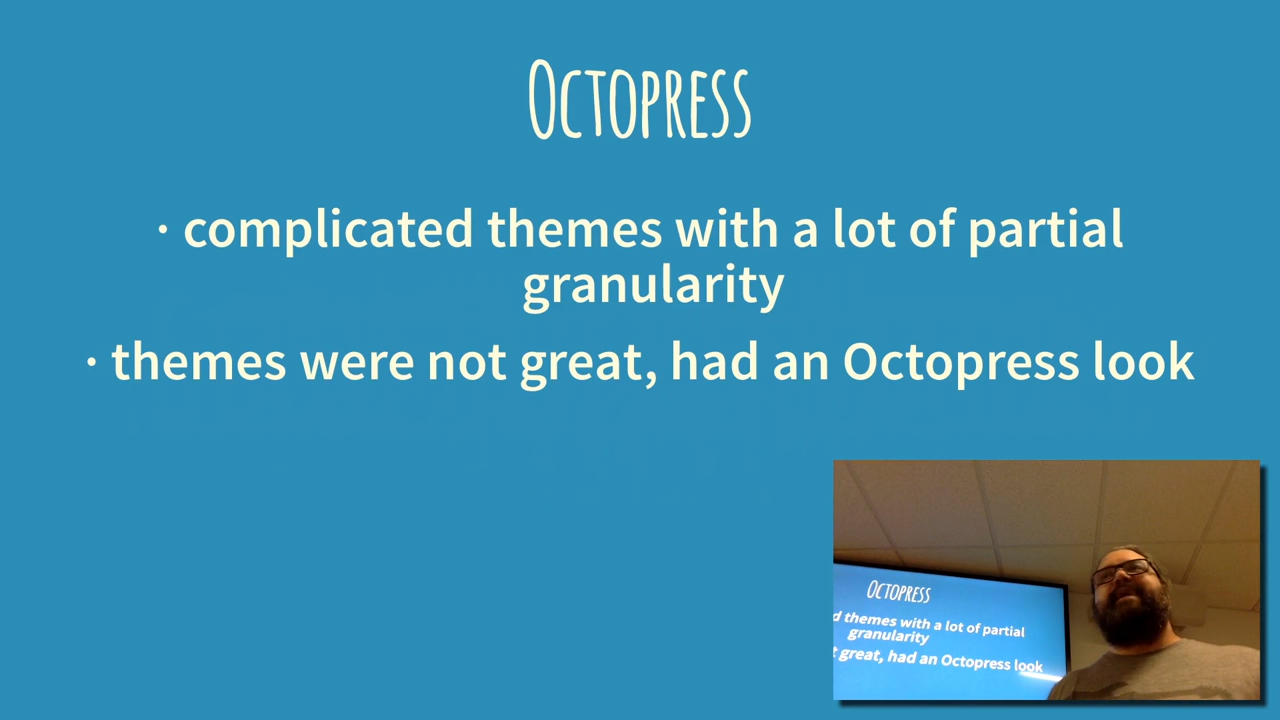 Octopress
· complicated themes with a lot of partial
granularity
· themes were not great, had an Octopress look
Octopress
themes with a lot of partial
granularity
great, had an Octopress look